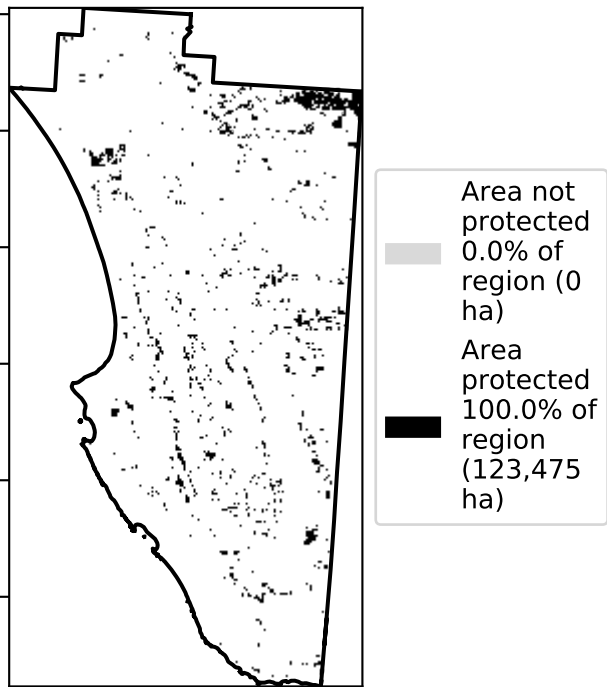 Area not
protected
0.0% of
region (0
ha)
Area
protected
100.0% of
region
(123,475
ha)